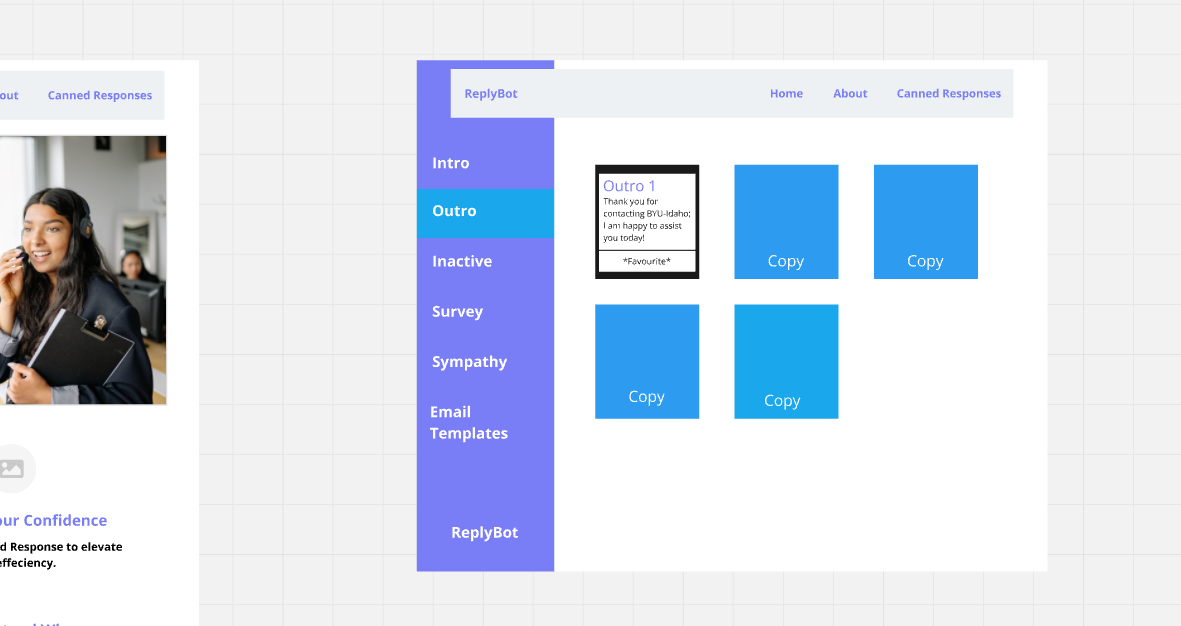 out Canned Responses
our Confidence
d Response to elevate
effeciency.
ReplyBot Home About Canned Responses
Intro
Outro
Inactive
Survey
Sympathy
Email
Templates
ReplyBot
Outro 1
Thank you for
contacting BYU-Idaho;
I am happy to assist
you today!
*Favourite*
Copy
Copy
Copy
Copy